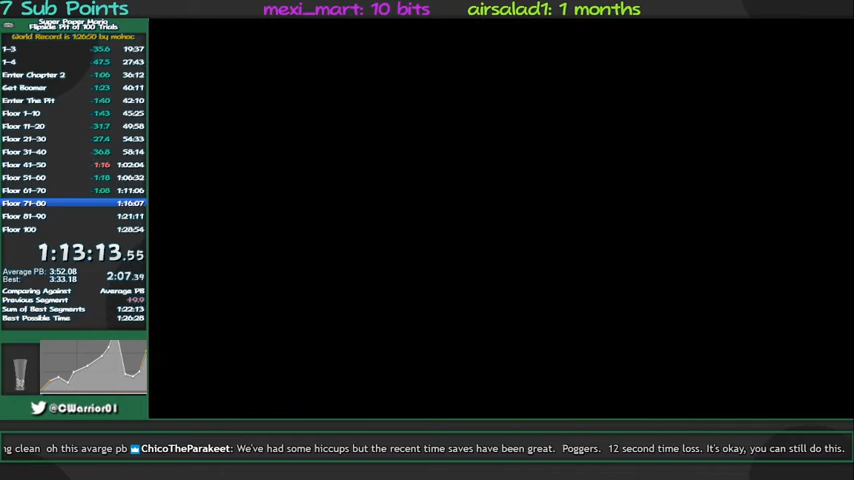 7 Sub Points
mexi_mart: 10 bits
airsalad1: 1 months
Super Paper Mario
Flipside Pit of 100 Trials
World Record is 1:26:50 by mohoc
1-3 -35.6 19:37
1-4 -47.5 27:43
Enter Chapter 2 -1:06 36:12
Get Boomer -1:23 40:11
Enter The Pit -1:40 42:10
Floor 1-10 -1:43 45:25
Floor 11-20 -31.7 49:58
Floor 21-30 -27.4 54:33
Floor 31-40 -36.8 58:14
Floor 41-50 1:16 1:02:04
Floor 51-60 -1:18 1:06:32
Floor 61-70 -1:08 1:11:06
Floor 71-80 1:16:07
Floor 81-90 1:21:11
Floor 100 1:28:54
1:13:13.55
Average PB: 3:52.08
Best: 3:33.18
2:07.39
Comparing Against Average PB
Previous Segment +9.9
Sum of Best Segments 1:22:13
Best Possible Time 1:26:28
@CWarrior01
ng clean oh this avarge pb ChicoTheParakeet: We've had some hiccups but the recent time saves have been great. Poggers. 12 second time loss. It's okay, you can still do this.